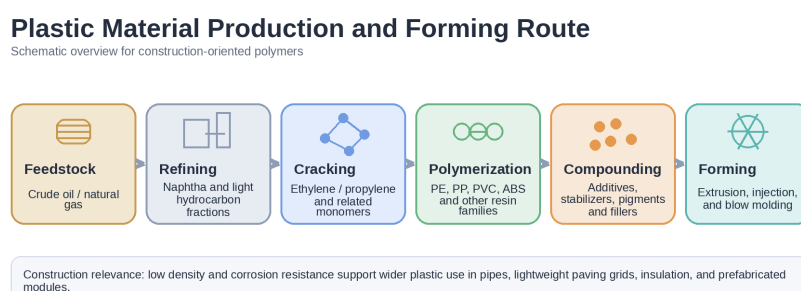 Plastic Material Production and Forming Route
Schematic overview for construction-oriented polymers
Feedstock
Crude oil / natural
gas
Refining
Naphtha and light
hydrocarbon
fractions
Cracking
Ethylene / propylene
and related
monomers
Polymerization
PE, PP, PVC, ABS
and other resin
families
Compounding
Additives,
stabilizers, pigments
and fillers
Forming
Extrusion, injection,
and blow molding
Construction relevance: low density and corrosion resistance support wider plastic use in pipes, lightweight paving grids, insulation, and prefabricated
modules.